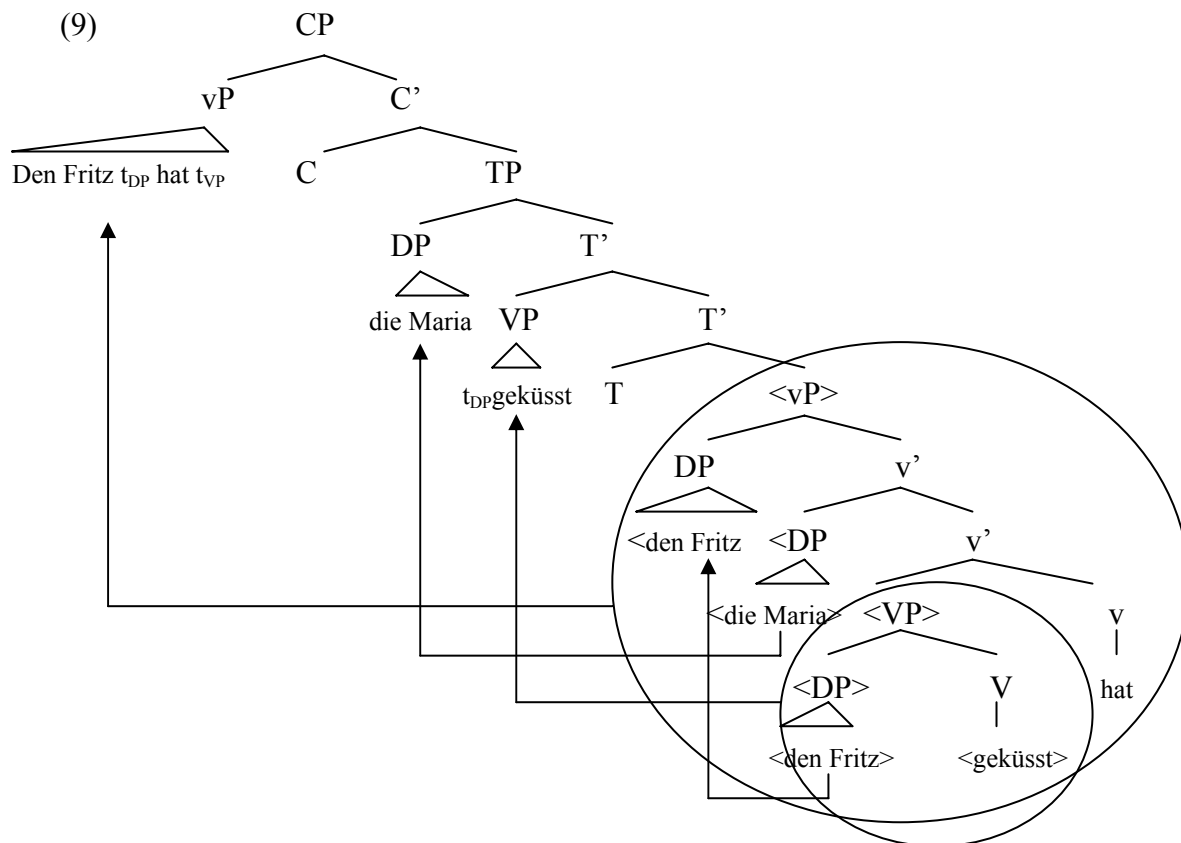 (9) CP
vP C’
Den Fritz tDP hat tVP C TP
DP T’
die Maria VP T’
tDPgeküsst T <vP>
DP v’
<den Fritz <DP v’
<die Maria> <VP> v
<DP> V hat
<den Fritz> <geküsst>